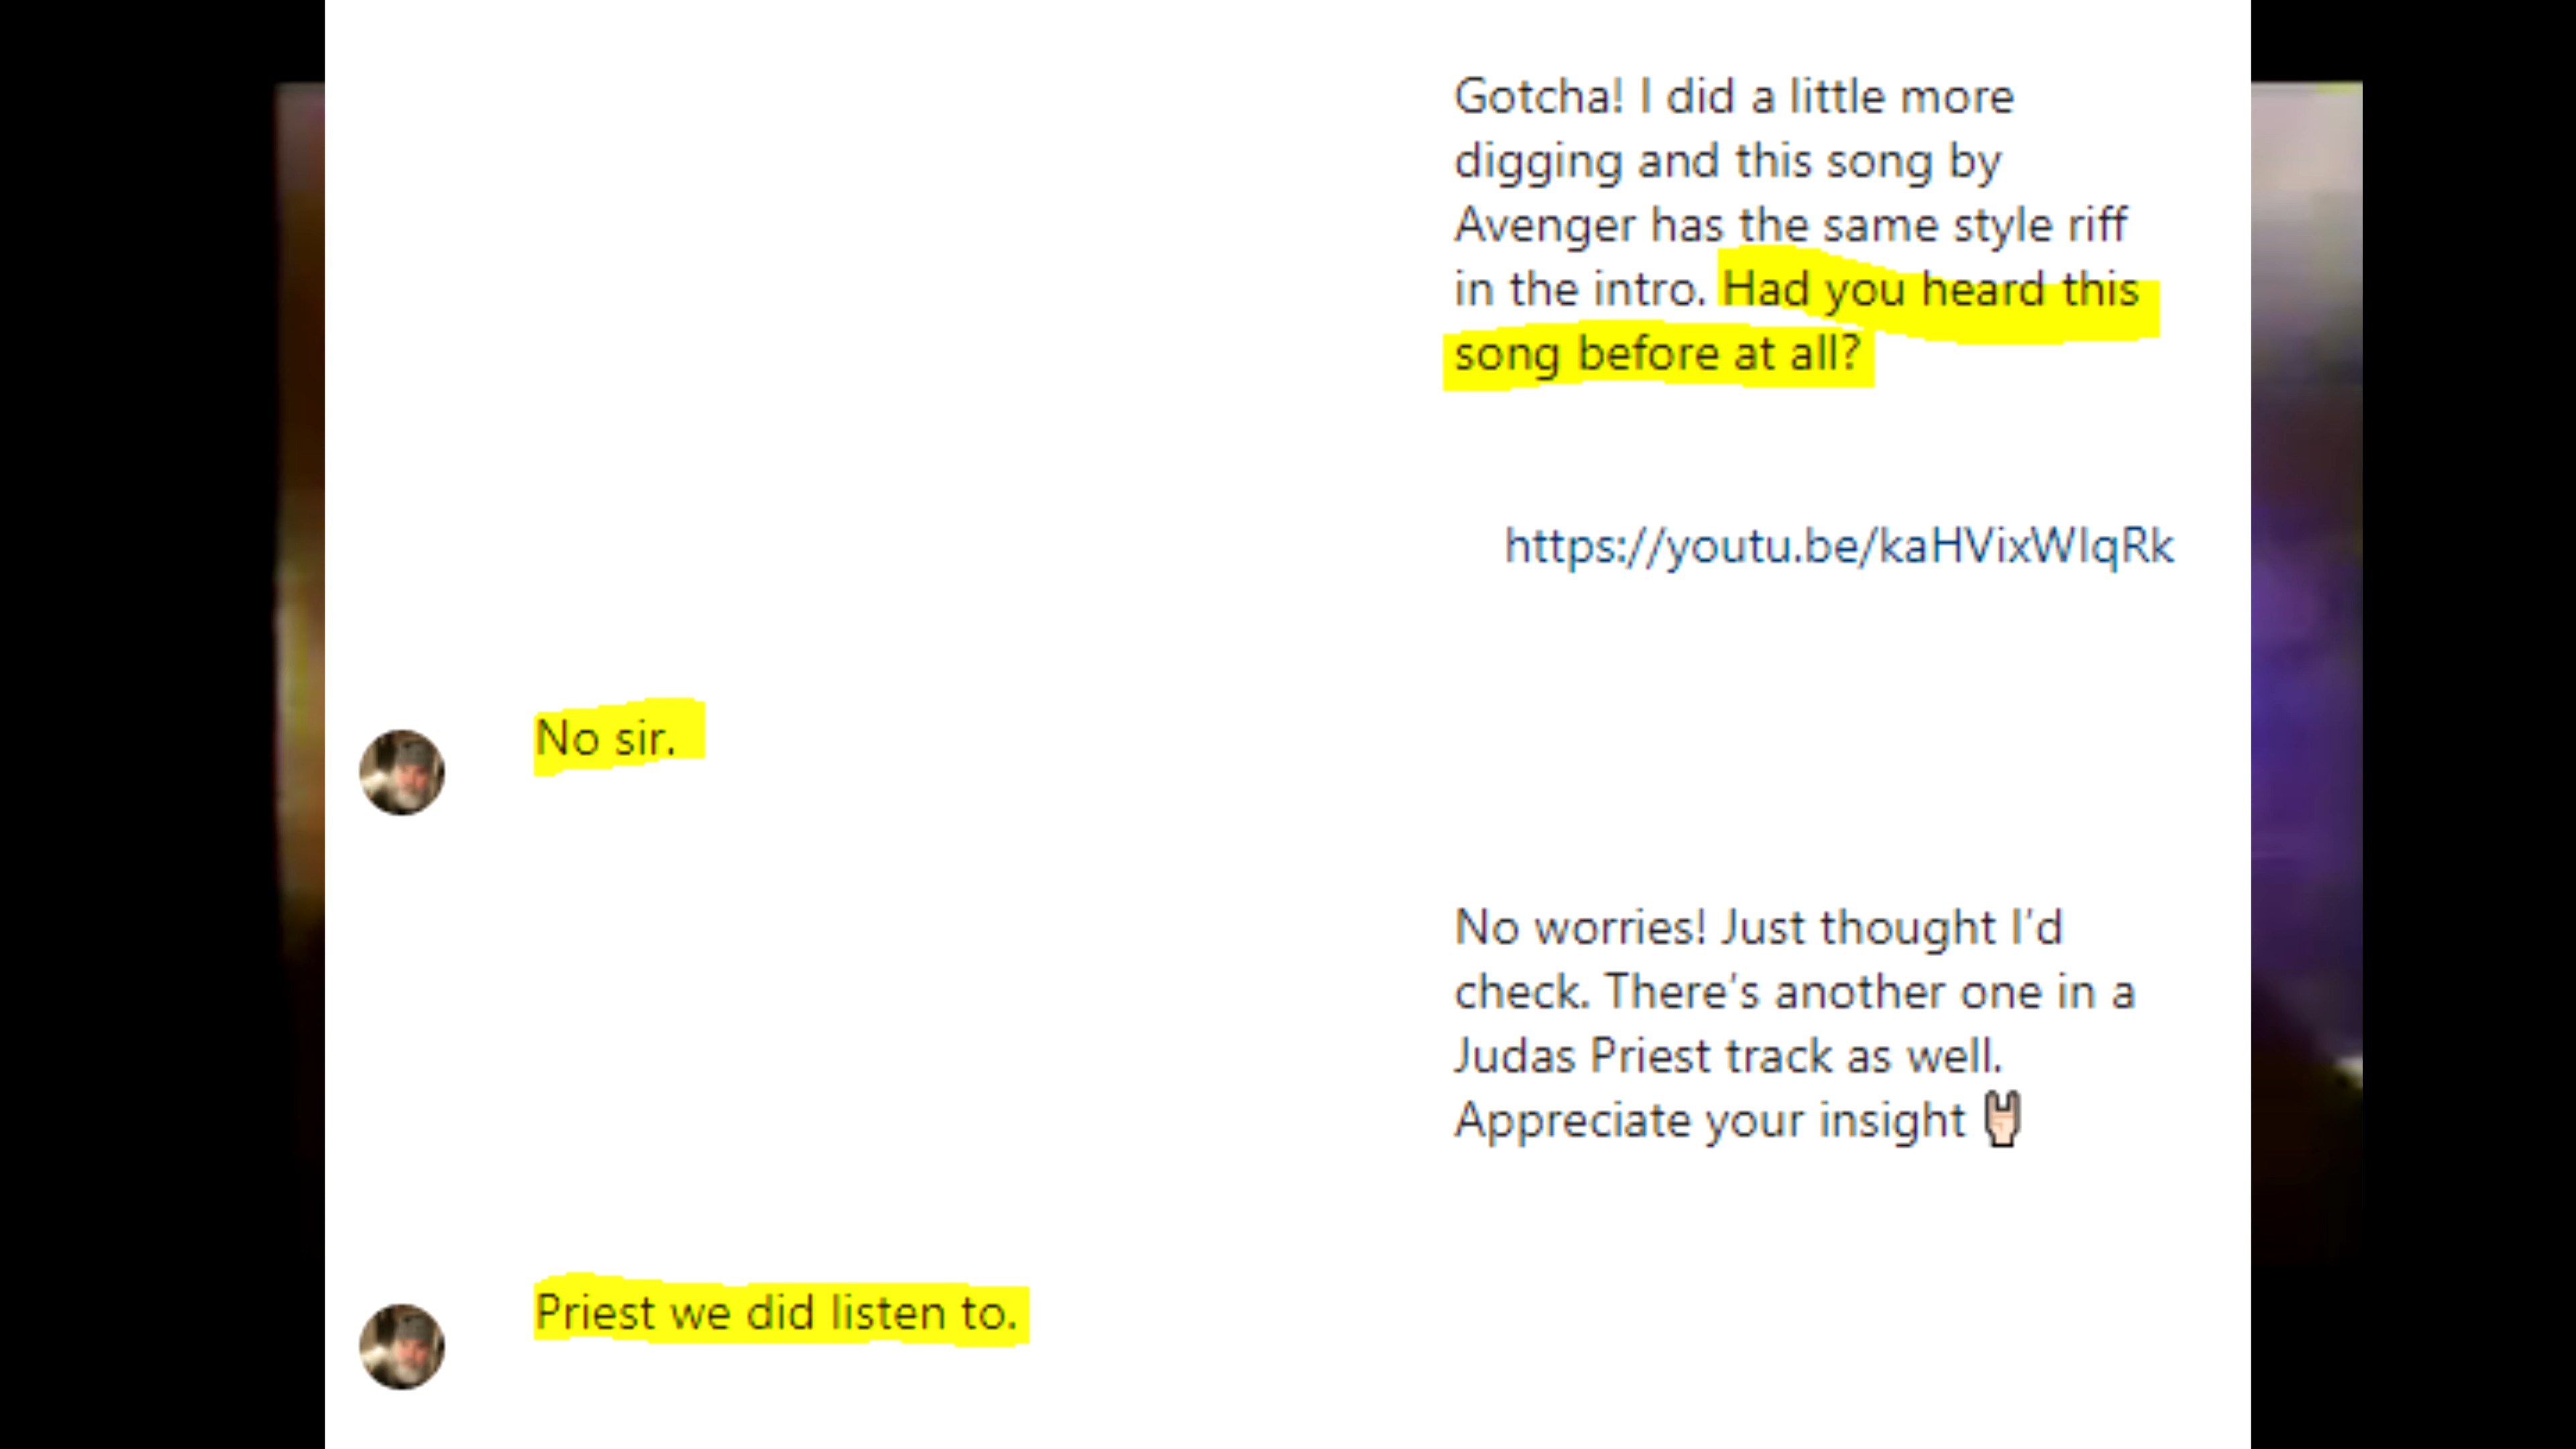 Gotcha! I did a little more
digging and this song by
Avenger has the same style riff
in the intro. Had you heard this
song before at all?
https://youtu.be/kaHVixWlqRk
No sir.
No worries! Just thought I'd
check. There's another one in a
Judas Priest track as well.
Appreciate your insight 🤘🏻
Priest we did listen to.